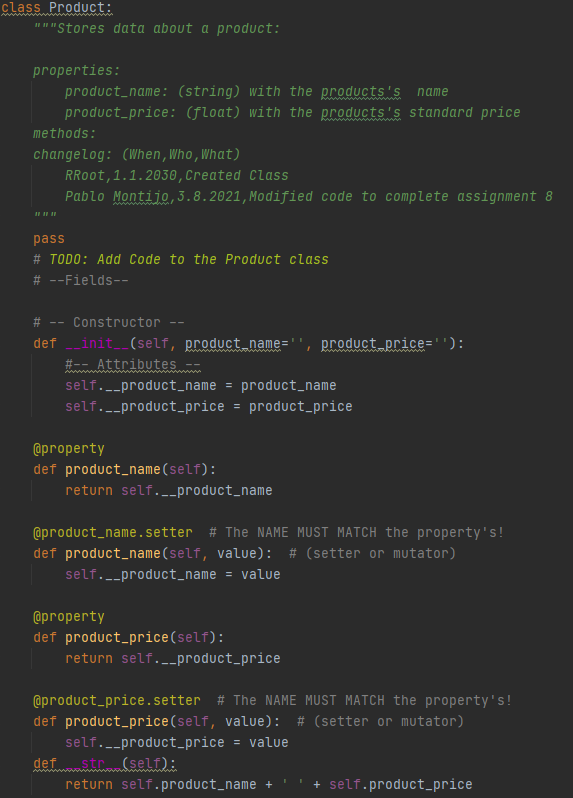 class Product:
    """Stores data about a product:

    properties:
        product_name: (string) with the products's  name
        product_price: (float) with the products's standard price
    methods:
    changelog: (When,Who,What)
        RRoot,1.1.2030,Created Class
        Pablo Montijo,3.8.2021,Modified code to complete assignment 8
    """
    pass
    # TODO: Add Code to the Product class
    # --Fields--

    # -- Constructor --
    def __init__(self, product_name='', product_price=''):
        #-- Attributes --
        self.__product_name = product_name
        self.__product_price = product_price

    @property
    def product_name(self):
        return self.__product_name

    @product_name.setter  # The NAME MUST MATCH the property's!
    def product_name(self, value):  # (setter or mutator)
        self.__product_name = value

    @property
    def product_price(self):
        return self.__product_price

    @product_price.setter  # The NAME MUST MATCH the property's!
    def product_price(self, value):  # (setter or mutator)
        self.__product_price = value
    def __str__(self):
        return self.product_name + ' ' + self.product_price